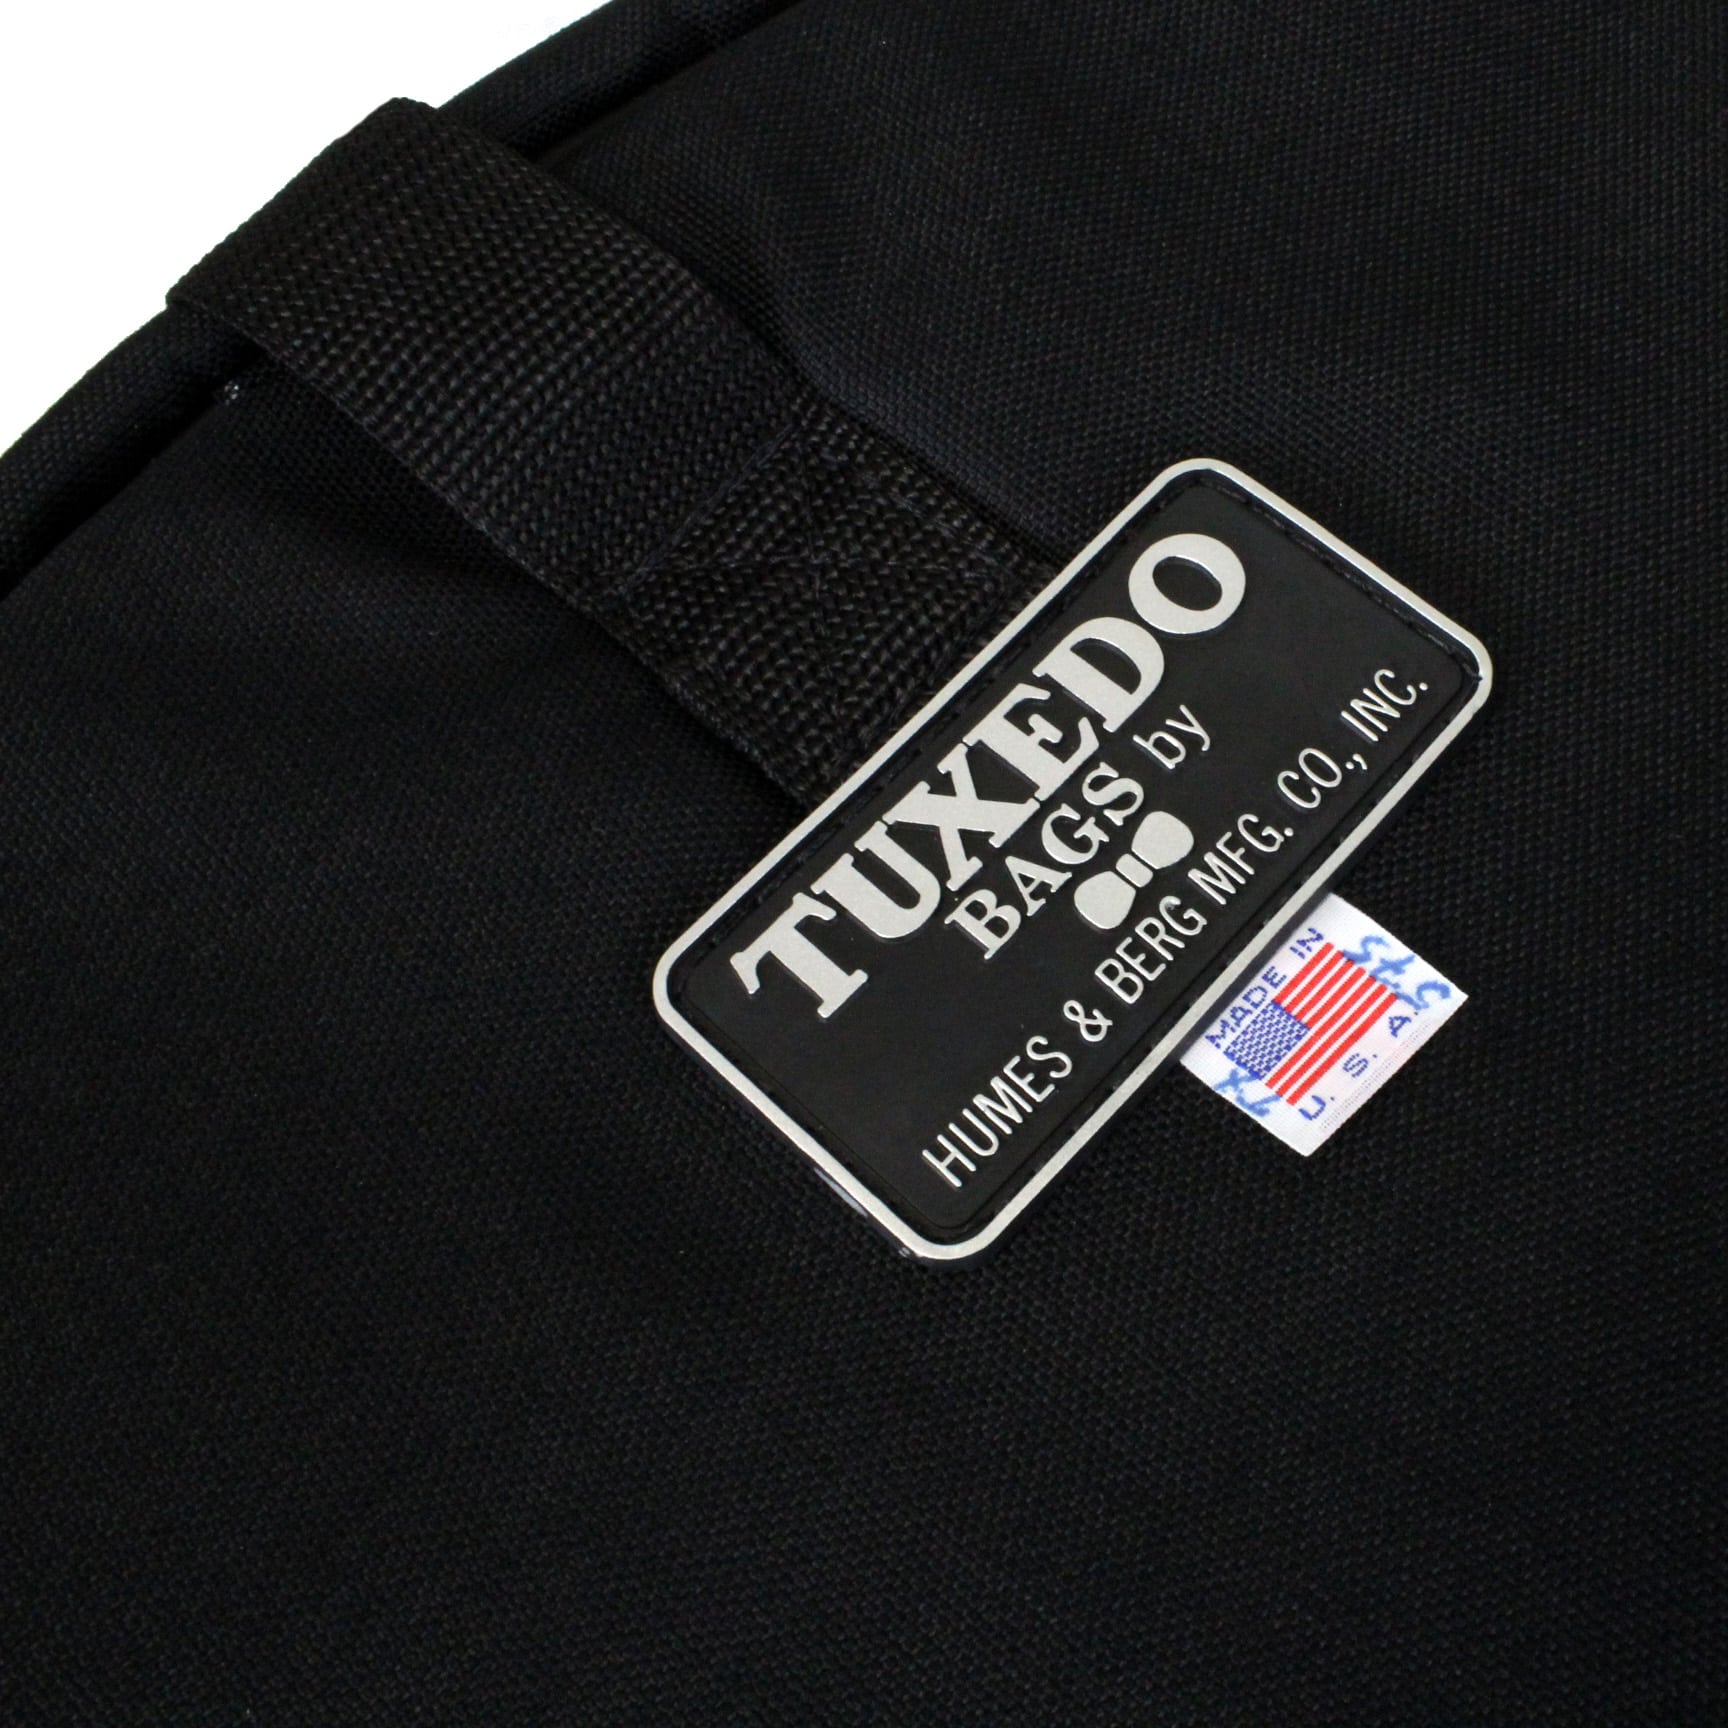 TUXEDO
BAGS by
HUMES & BERG MFG. CO., INC.
MADE IN
U. S. A.